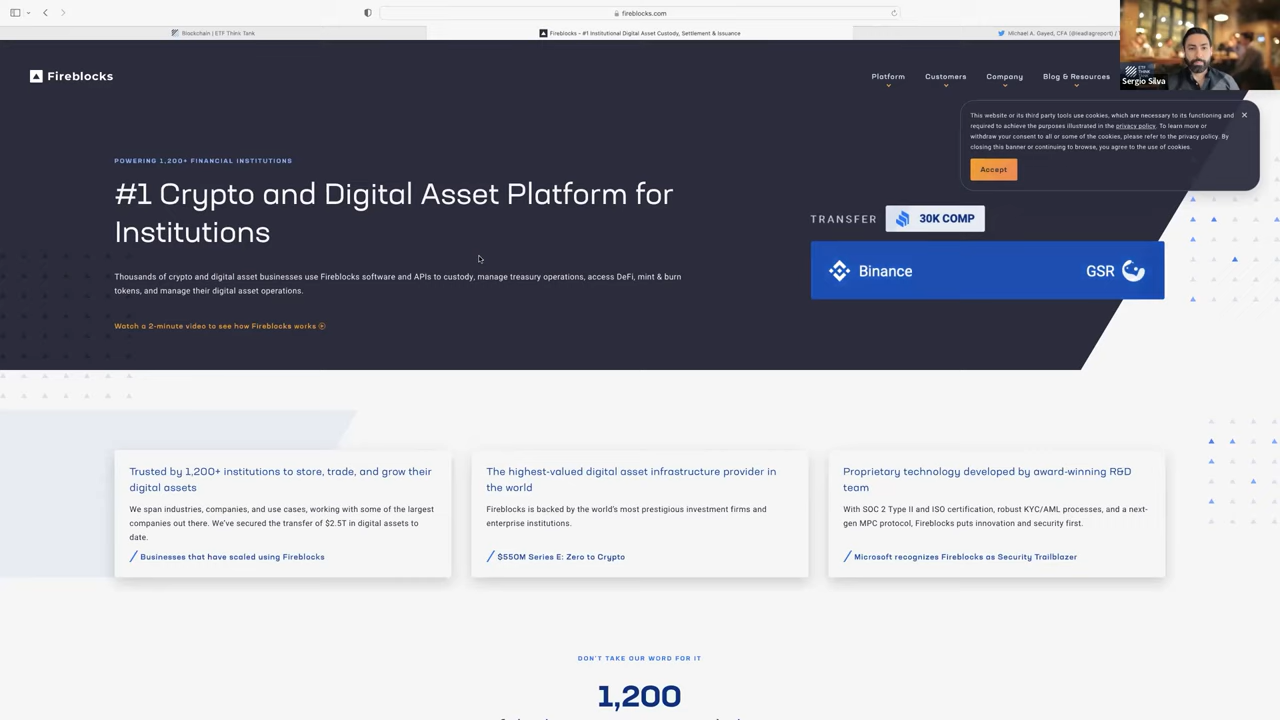 fireblocks.com
Blockchain | ETF Think Tank
Fireblocks - #1 Institutional Digital Asset Custody, Settlement & Issuance
Michael A. Gayed, CFA (@leadlagreport) / T
ETF
THINK
Sergio Silva
Fireblocks
Platform
Customers
Company
Blog & Resources
This website or its third party tools use cookies, which are necessary to its functioning and
required to achieve the purposes illustrated in the privacy policy. To learn more or
withdraw your consent to all or some of the cookies, please refer to the privacy policy. By
closing this banner or continuing to browse, you agree to the use of cookies.
Accept
POWERING 1,200+ FINANCIAL INSTITUTIONS
#1 Crypto and Digital Asset Platform for
Institutions
Thousands of crypto and digital asset businesses use Fireblocks software and APIs to custody, manage treasury operations, access DeFi, mint & burn
tokens, and manage their digital asset operations.
Watch a 2-minute video to see how Fireblocks works
TRANSFER
30K COMP
Binance
GSR
Trusted by 1,200+ institutions to store, trade, and grow their
digital assets
We span industries, companies, and use cases, working with some of the largest
companies out there. We've secured the transfer of $2.5T in digital assets to
date.
Businesses that have scaled using Fireblocks
The highest-valued digital asset infrastructure provider in
the world
Fireblocks is backed by the world's most prestigious investment firms and
enterprise institutions.
$550M Series E: Zero to Crypto
Proprietary technology developed by award-winning R&D
team
With SOC 2 Type II and ISO certification, robust KYC/AML processes, and a next-
gen MPC protocol, Fireblocks puts innovation and security first.
Microsoft recognizes Fireblocks as Security Trailblazer
DON'T TAKE OUR WORD FOR IT
1,200